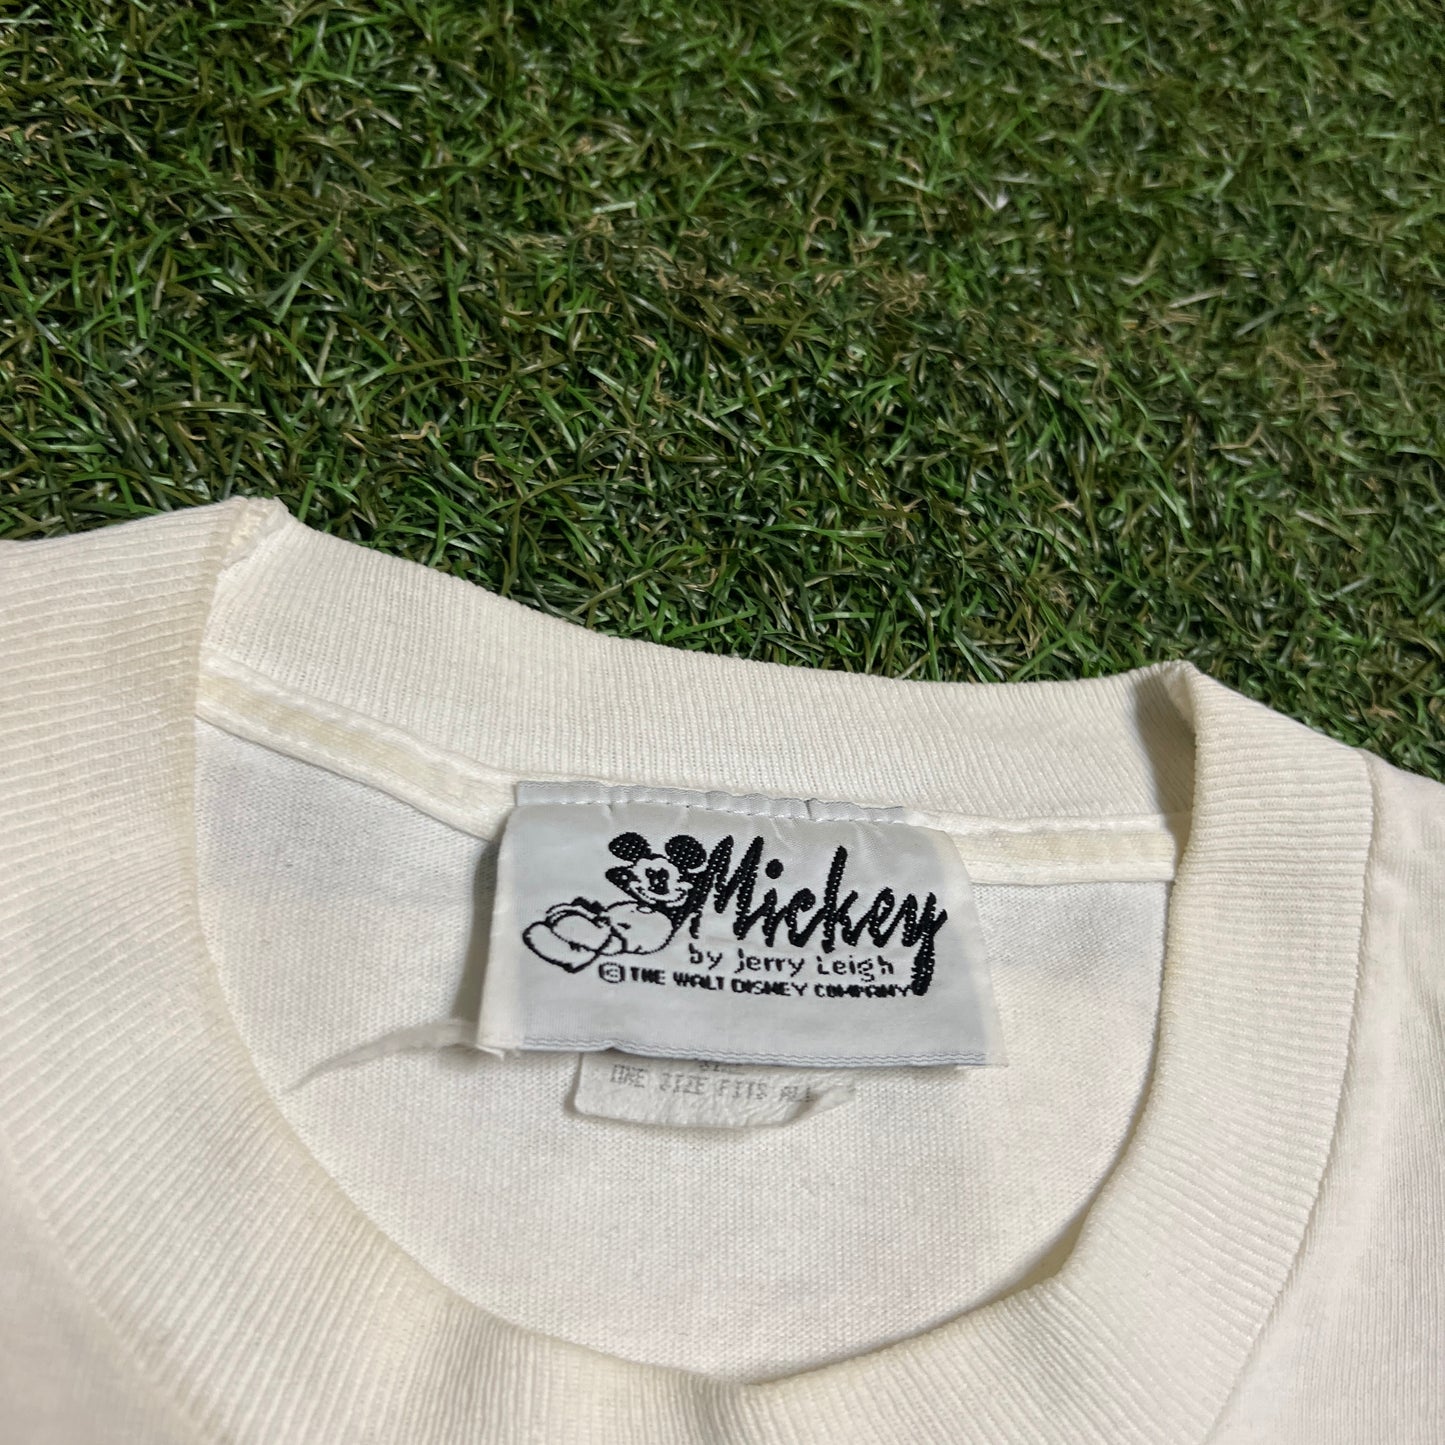 Mickey
by Jerry Leigh
© THE WALT DISNEY COMPANY
ONE SIZE FITS ALL